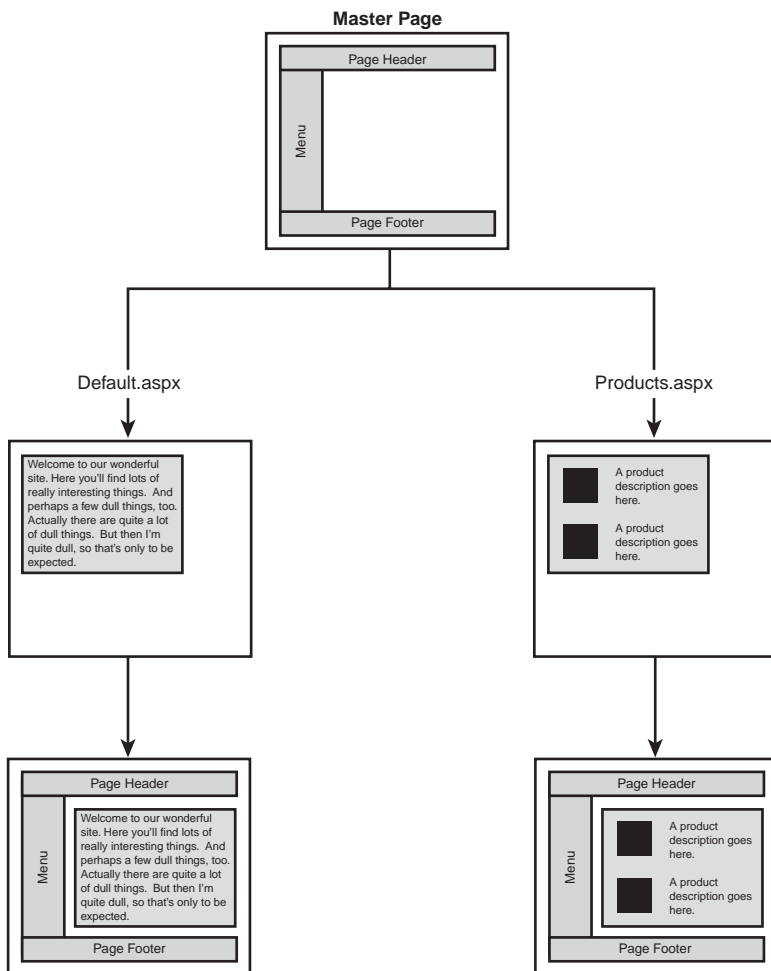 Master Page
Page Header
Menu
Page Footer
Default.aspx
Products.aspx
Welcome to our wonderful
site. Here you'll find lots of
really interesting things.  And
perhaps a few dull things, too.
Actually there are quite a lot
of dull things.  But then I'm
quite dull, so that's only to be
expected.
A product
description goes
here.
A product
description goes
here.
Page Header
Menu
Welcome to our wonderful
site. Here you'll find lots of
really interesting things.  And
perhaps a few dull things, too.
Actually there are quite a lot
of dull things.  But then I'm
quite dull, so that's only to be
expected.
Page Footer
Page Header
Menu
A product
description goes
here.
A product
description goes
here.
Page Footer